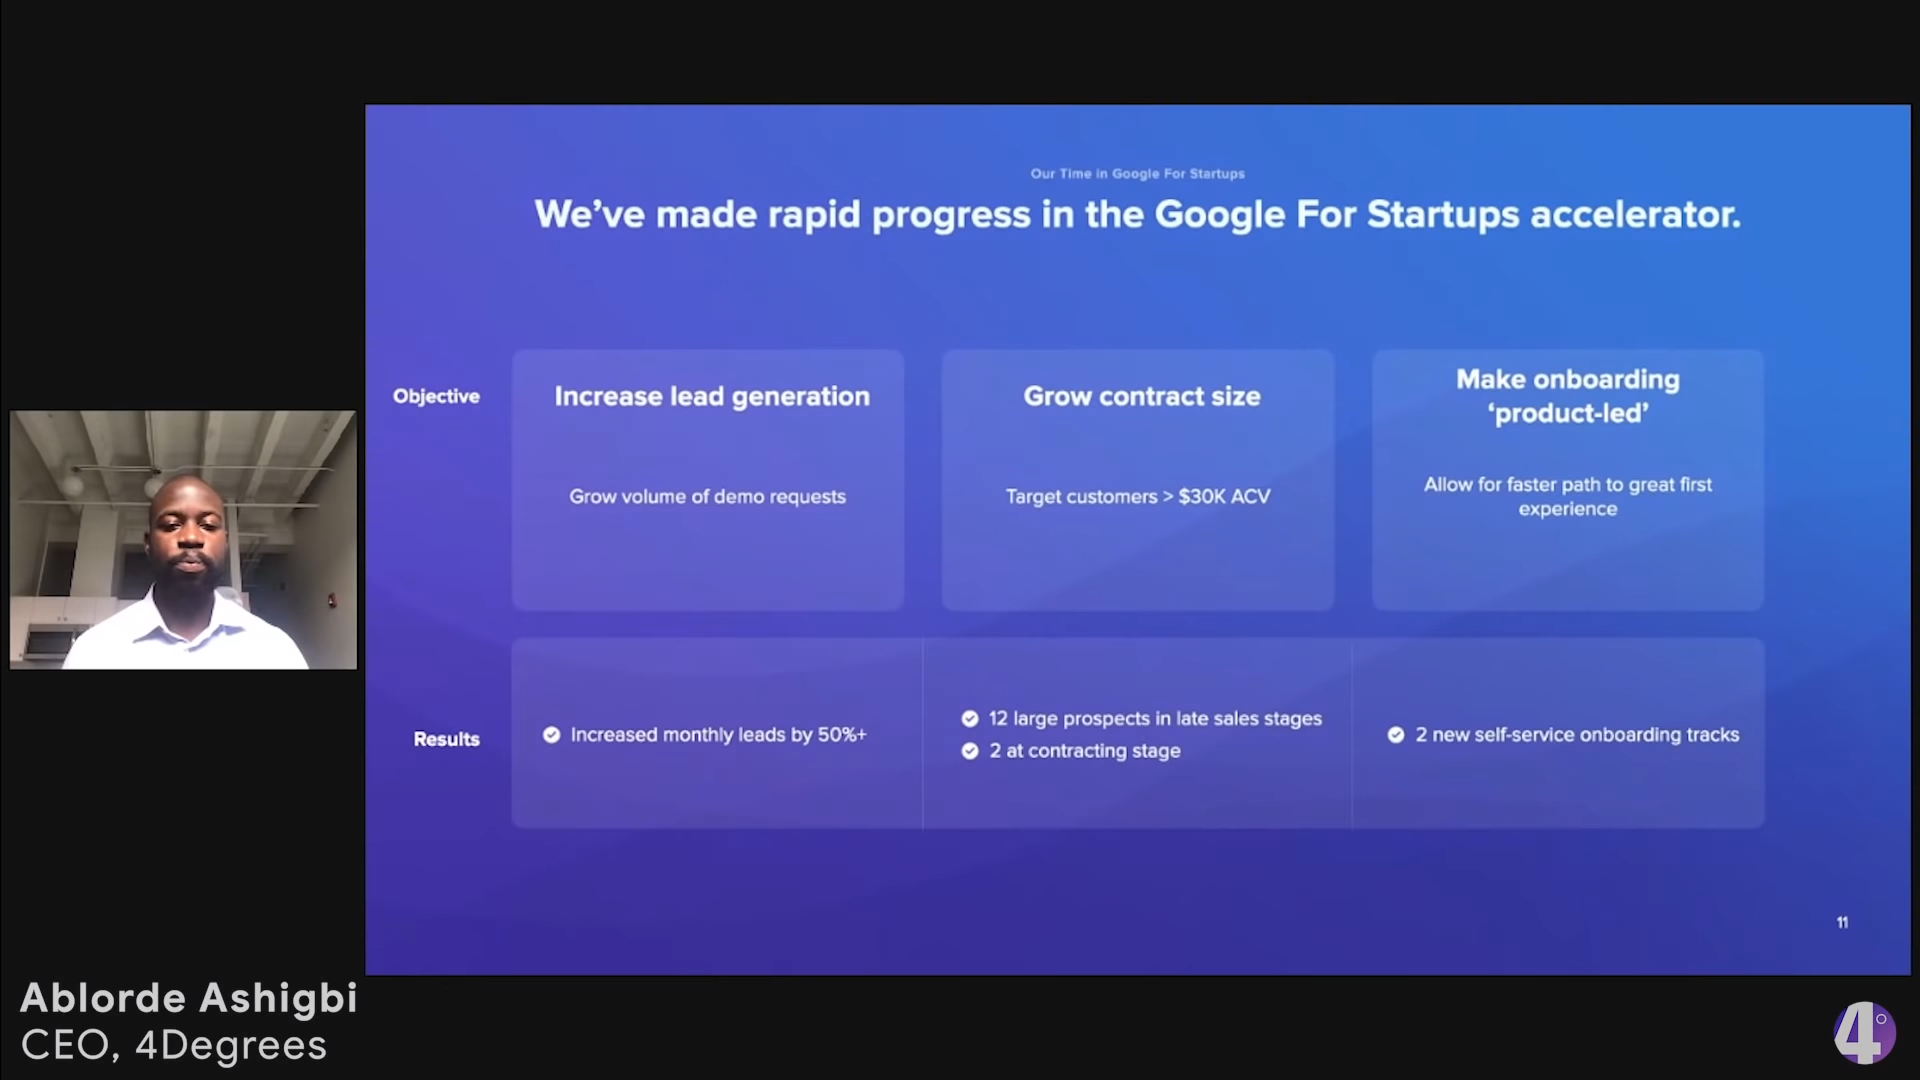 Our Time in Google For Startups
We've made rapid progress in the Google For Startups accelerator.
Objective
Increase lead generation
Grow volume of demo requests
Grow contract size
Target customers > $30K ACV
Make onboarding
‘product-led’
Allow for faster path to great first
experience
Results
Increased monthly leads by 50%+
12 large prospects in late sales stages
2 at contracting stage
2 new self-service onboarding tracks
11
Ablorde Ashigbi
CEO, 4Degrees
4°